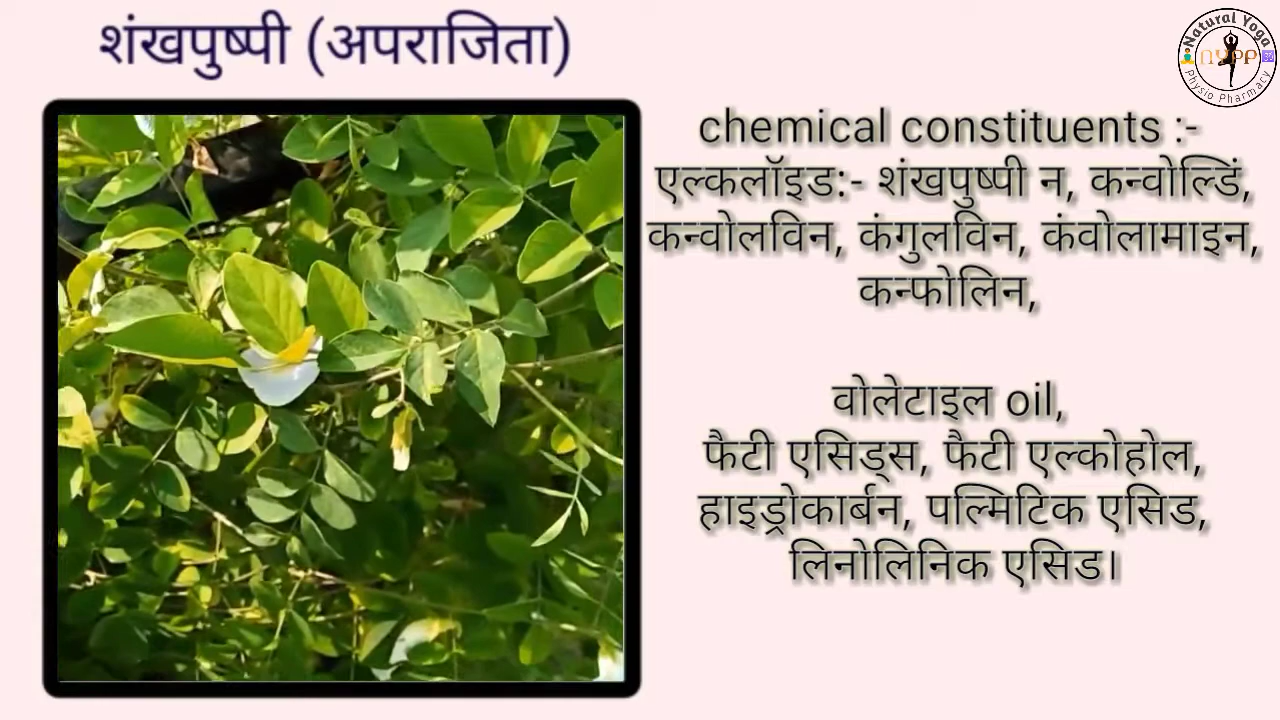 शंखपुष्पी (अपराजिता)
Natural Yoga
NYPP
Physio Pharmacy
chemical constituents :-
एल्कलॉइड:- शंखपुष्पी न, कन्वोल्डिं,
कन्वोलविन, कंगुलविन, कंवोलामाइन,
कन्फोलिन,
वोलेटाइल oil,
फैटी एसिड्स, फैटी एल्कोहोल,
हाइड्रोकार्बन, पल्मिटिक एसिड,
लिनोलिनिक एसिड।